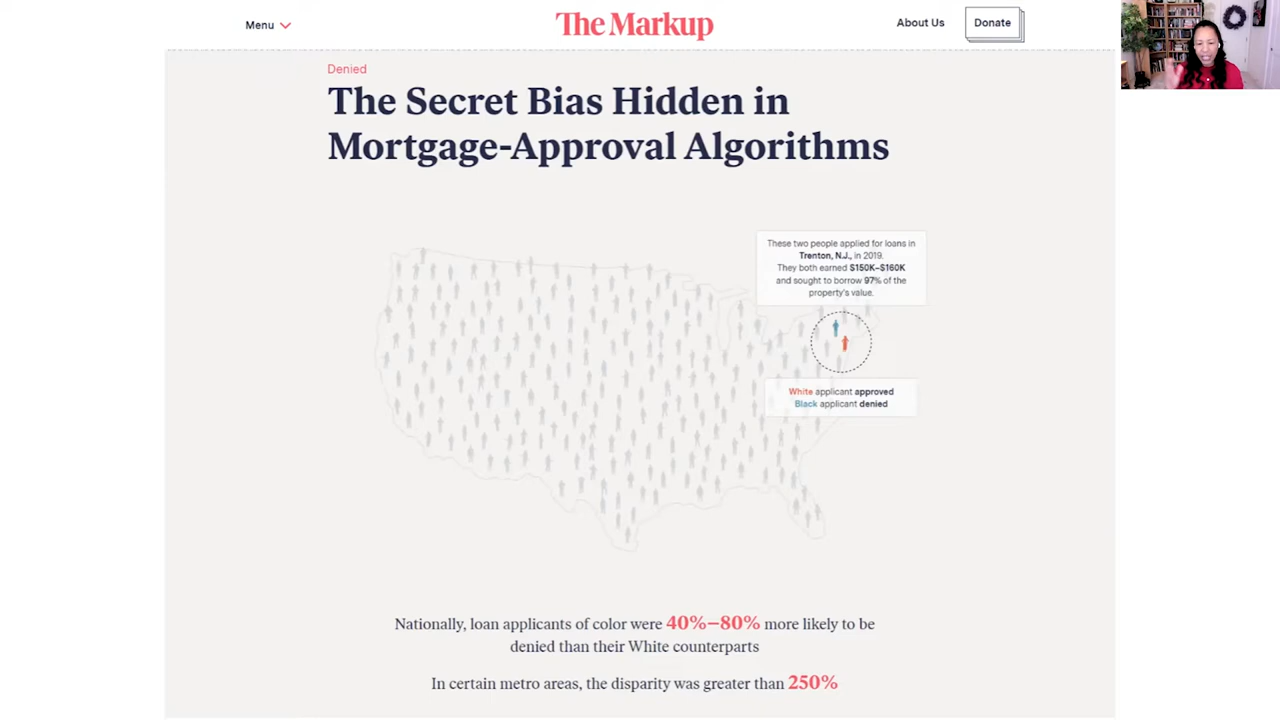 Menu
The Markup
About Us
Donate
Denied
The Secret Bias Hidden in
Mortgage-Approval Algorithms
These two people applied for loans in
Trenton, N.J., in 2019.
They both earned $150K–$160K
and sought to borrow 97% of the
property's value.
White applicant approved
Black applicant denied
Nationally, loan applicants of color were 40%–80% more likely to be
denied than their White counterparts
In certain metro areas, the disparity was greater than 250%